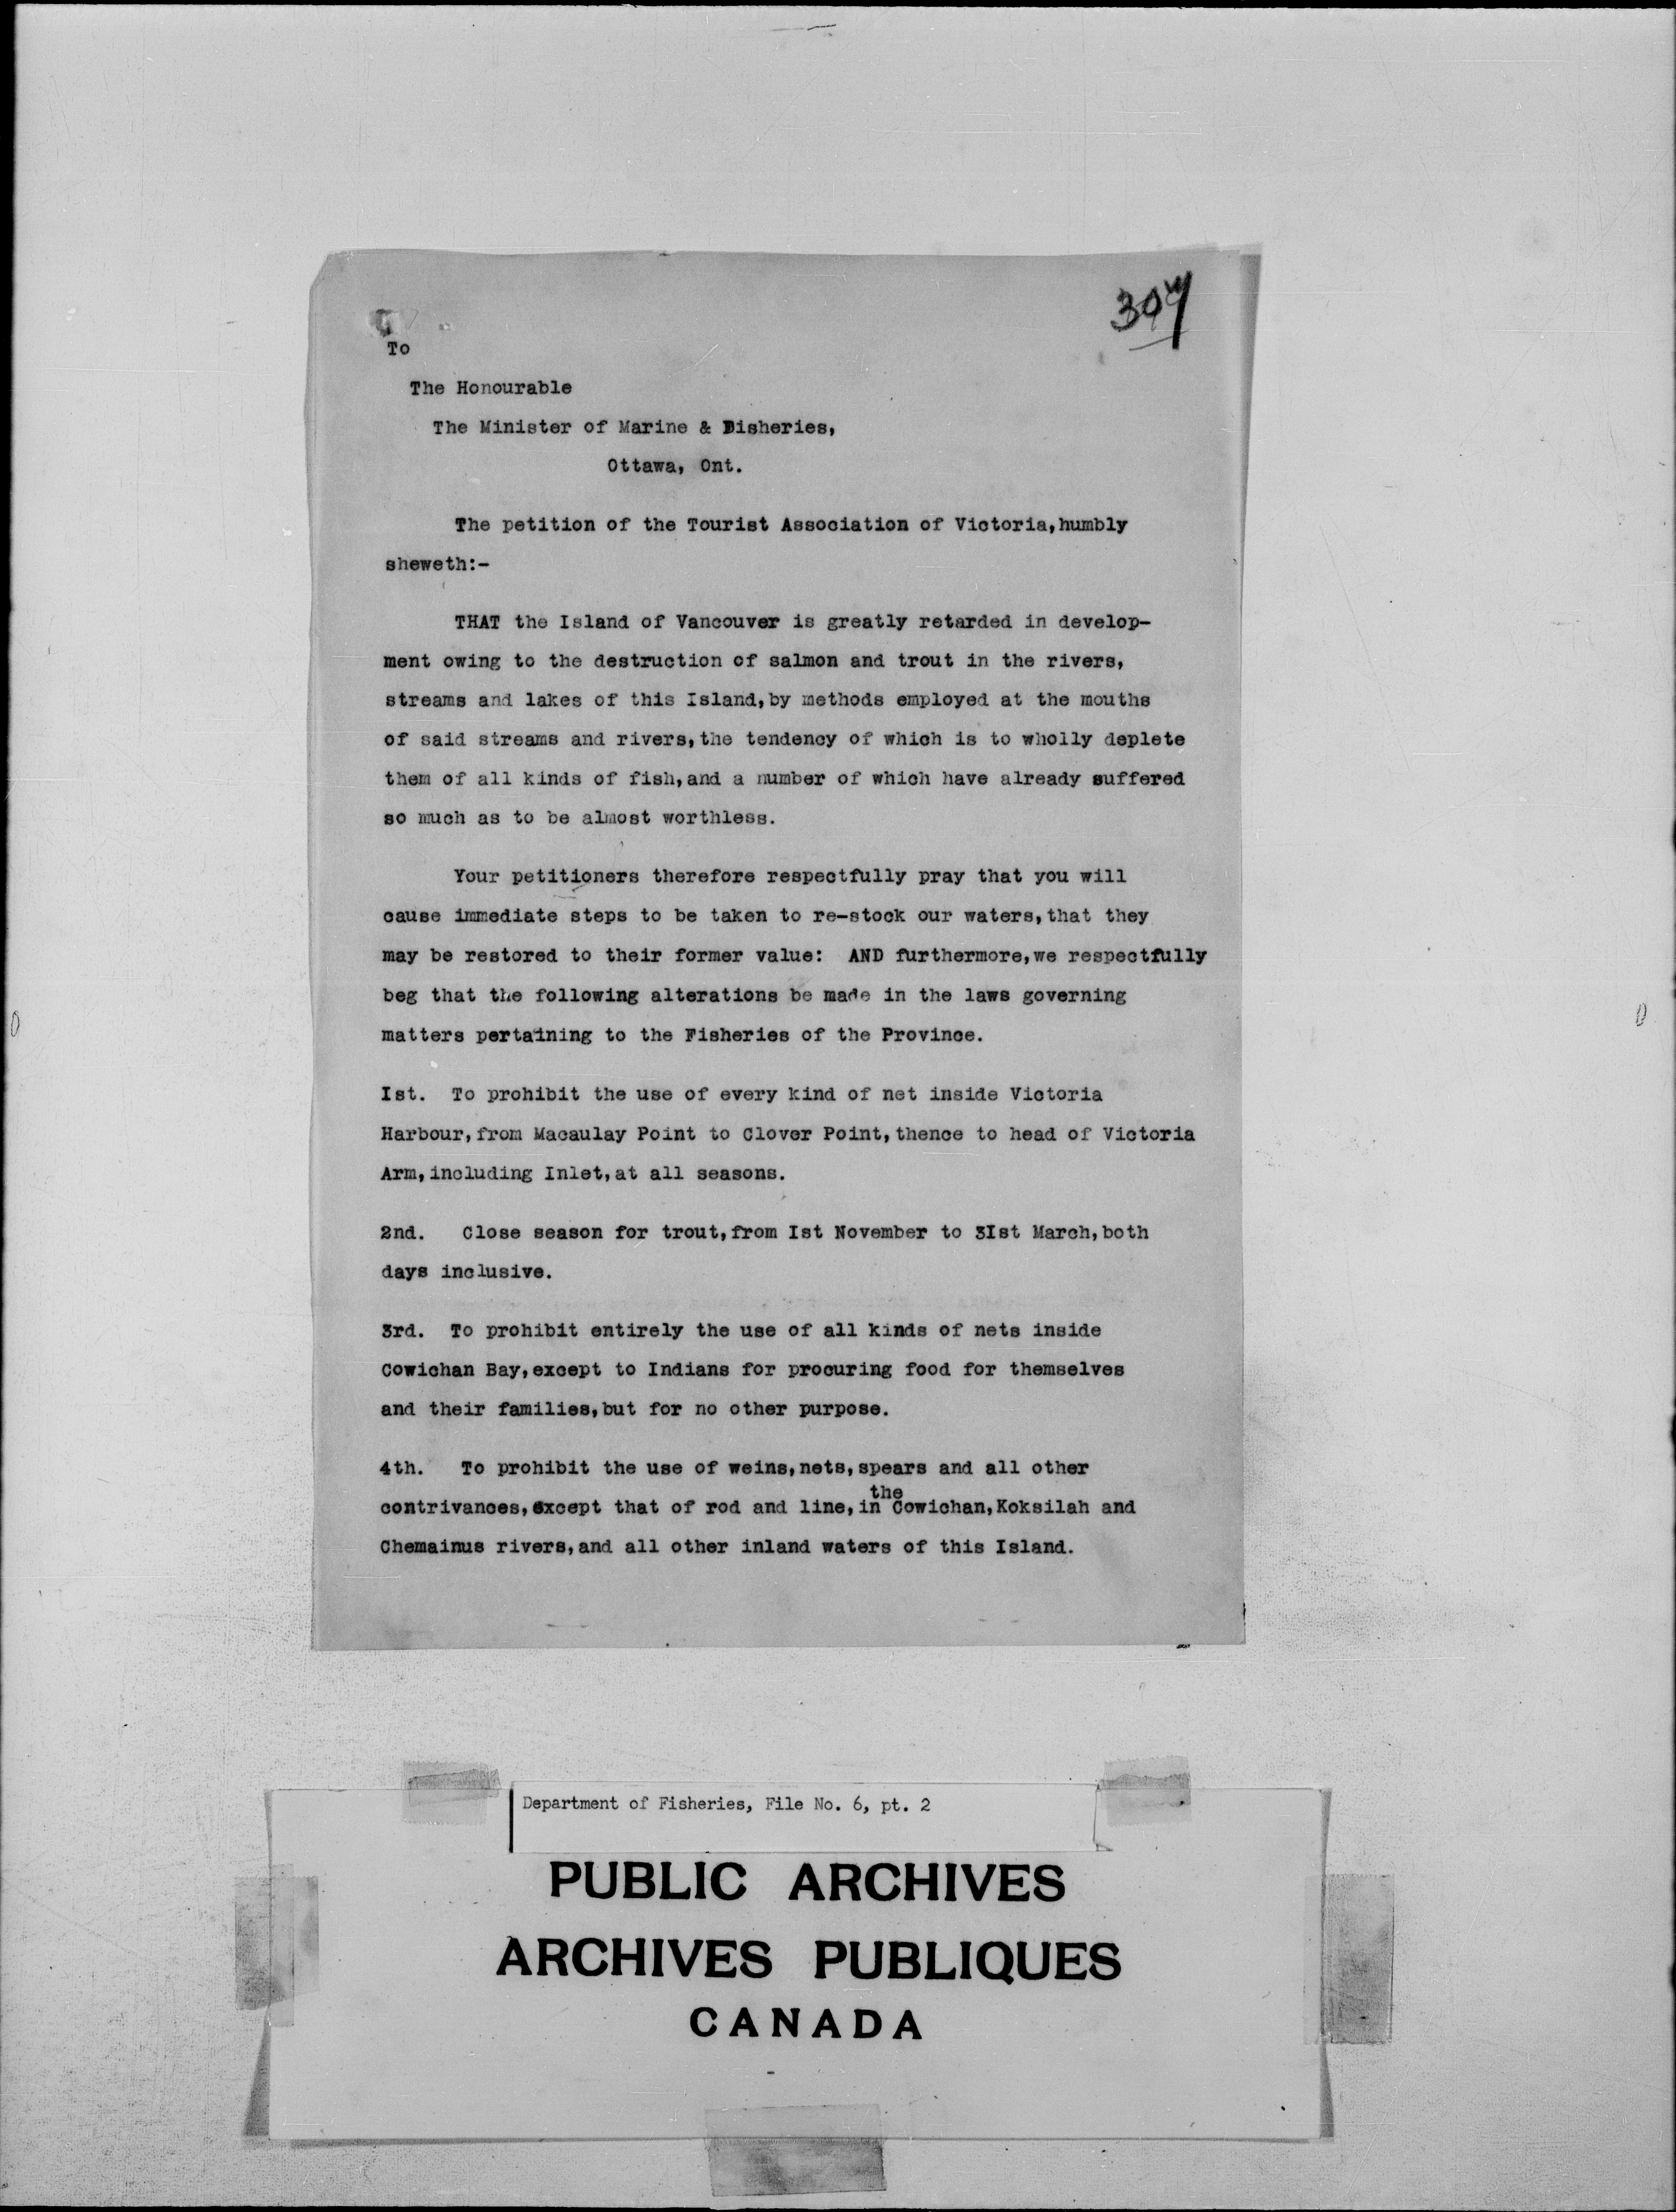 307
To
The Honourable
The Minister of Marine & Fisheries,
Ottawa, Ont.
The petition of the Tourist Association of Victoria,humbly
sheweth:-
THAT the Island of Vancouver is greatly retarded in develop-
ment owing to the destruction of salmon and trout in the rivers,
streams and lakes of this Island,by methods employed at the mouths
of said streams and rivers,the tendency of which is to wholly deplete
them of all kinds of fish,and a number of which have already suffered
so much as to be almost worthless.
Your petitioners therefore respectfully pray that you will
cause immediate steps to be taken to re-stock our waters,that they
may be restored to their former value: AND furthermore,we respectfully
beg that the following alterations be made in the laws governing
matters pertaining to the Fisheries of the Province.
Ist. To prohibit the use of every kind of net inside Victoria
Harbour,from Macaulay Point to Clover Point,thence to head of Victoria
Arm,including Inlet,at all seasons.
2nd. Close season for trout,from Ist November to 3Ist March,both
days inclusive.
3rd. To prohibit entirely the use of all kinds of nets inside
Cowichan Bay,except to Indians for procuring food for themselves
and their families,but for no other purpose.
4th. To prohibit the use of weins,nets,spears and all other
contrivances,except that of rod and line,in the Cowichan,Koksilah and
Chemainus rivers,and all other inland waters of this Island.
Department of Fisheries, File No. 6, pt. 2
PUBLIC ARCHIVES
ARCHIVES PUBLIQUES
CANADA